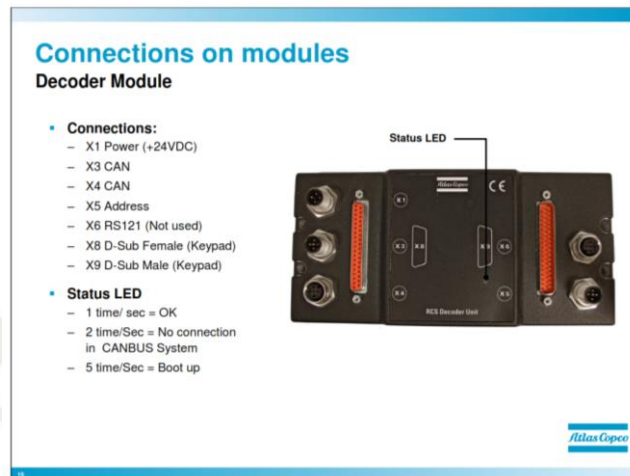 Connections on modules
Decoder Module
Connections:
– X1 Power (+24VDC)
– X3 CAN
– X4 CAN
– X5 Address
– X6 RS121 (Not used)
– X8 D-Sub Female (Keypad)
– X9 D-Sub Male (Keypad)
Status LED
– 1 time/ sec = OK
– 2 time/Sec = No connection
in CANBUS System
– 5 time/Sec = Boot up
Status LED
Atlas Copco
CE
X1
X3
X8
X6
X4
X5
RCS Decoder Unit
Atlas Copco